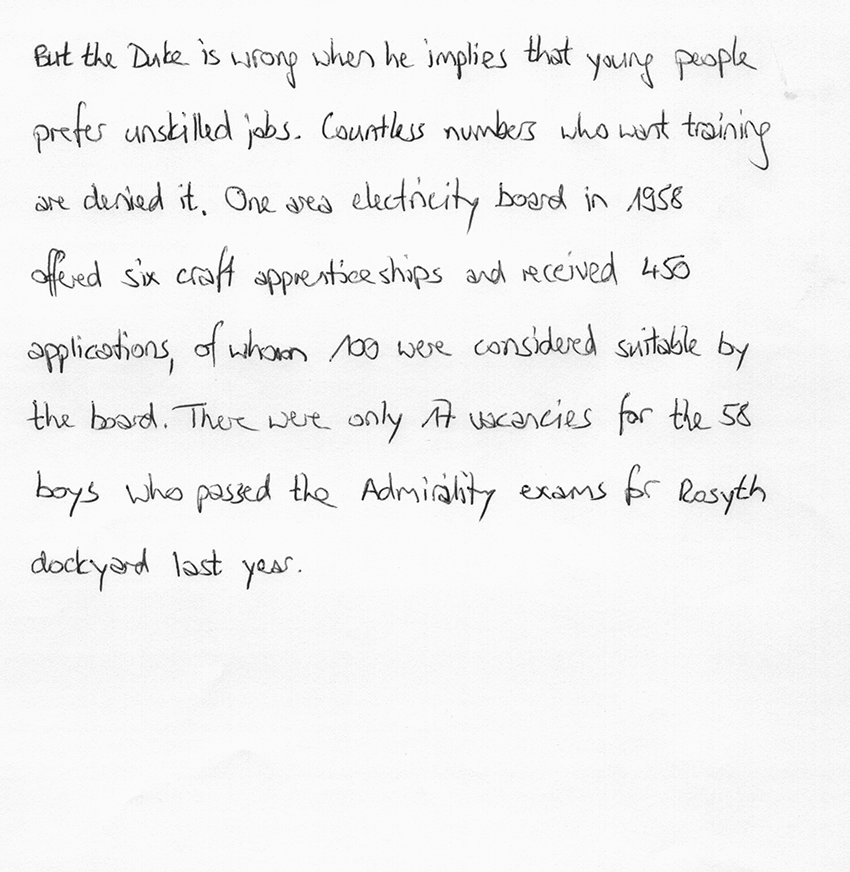 But the Duke is wrong when he implies that young people
prefer unskilled jobs. Countless numbers who want training
are denied it. One area electricity board in 1958
offered six craft apprenticeships and received 450
applications, of whom 100 were considered suitable by
the board. There were only 17 vacancies for the 58
boys who passed the Admirality exams for Rosyth
dockyard last year.